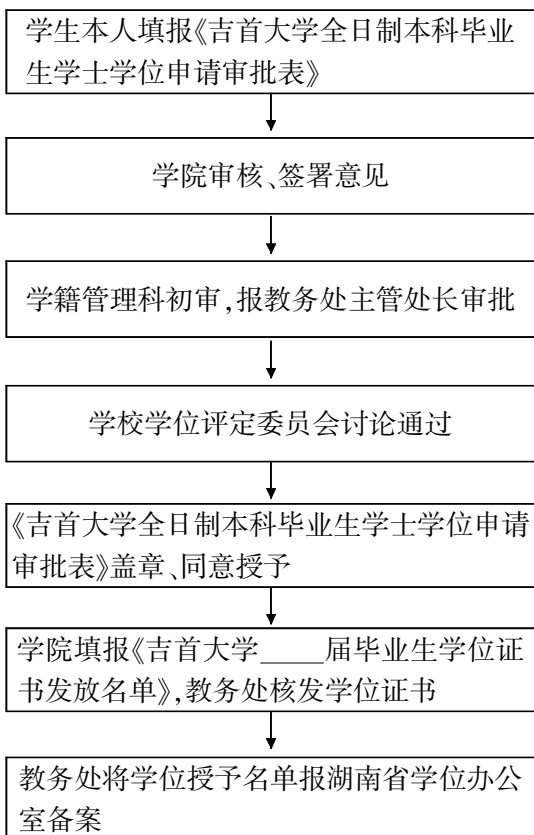 学生本人填报《吉首大学全日制本科毕业
生学士学位申请审批表》
学院审核、签署意见
学籍管理科初审,报教务处主管处长审批
学校学位评定委员会讨论通过
《吉首大学全日制本科毕业生学士学位申请
审批表》盖章、同意授予
学院填报《吉首大学____届毕业生学位证
书发放名单》,教务处核发学位证书
教务处将学位授予名单报湖南省学位办公
室备案